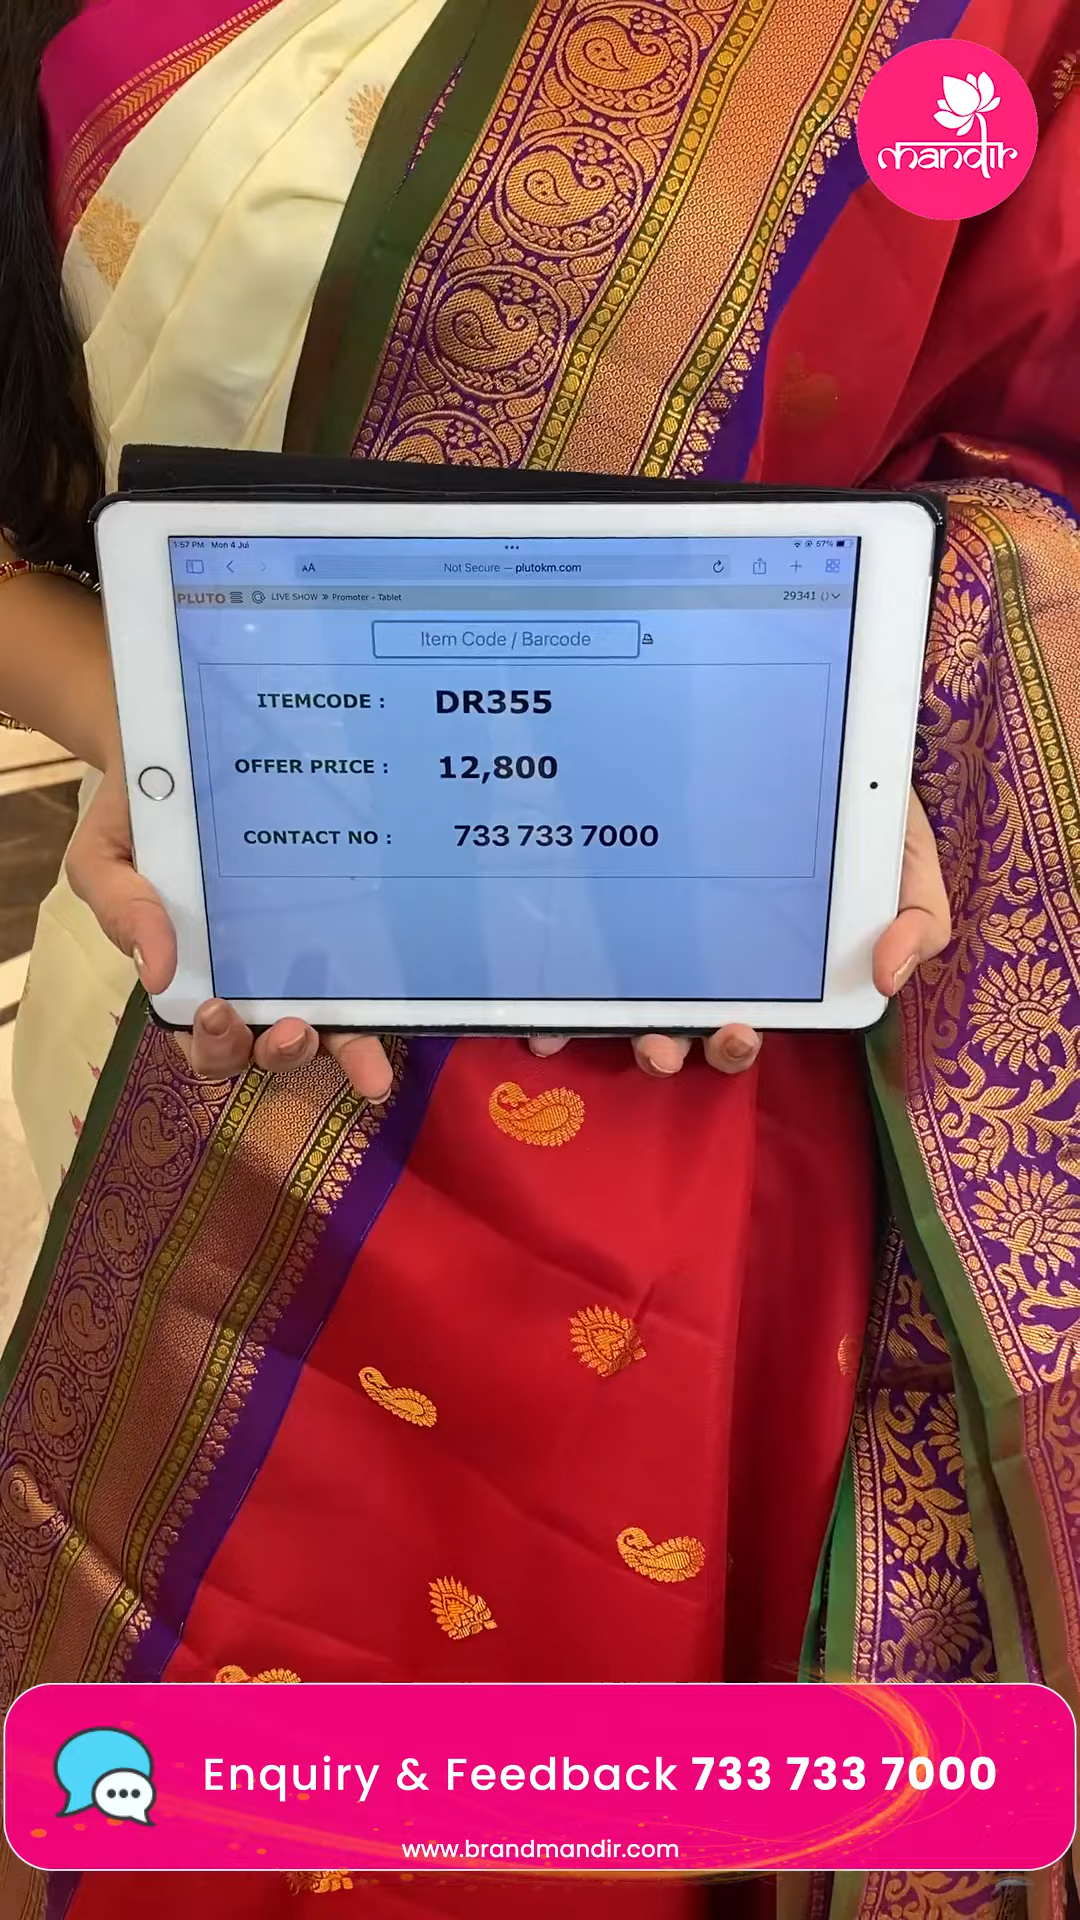 mandir
1:57 PM Mon 4 Jul
57%
AA Not Secure — plutokm.com
PLUTO LIVE SHOW » Promoter - Tablet 29341 ()
Item Code / Barcode
ITEMCODE : DR355
OFFER PRICE : 12,800
CONTACT NO : 733 733 7000
Enquiry & Feedback 733 733 7000
www.brandmandir.com